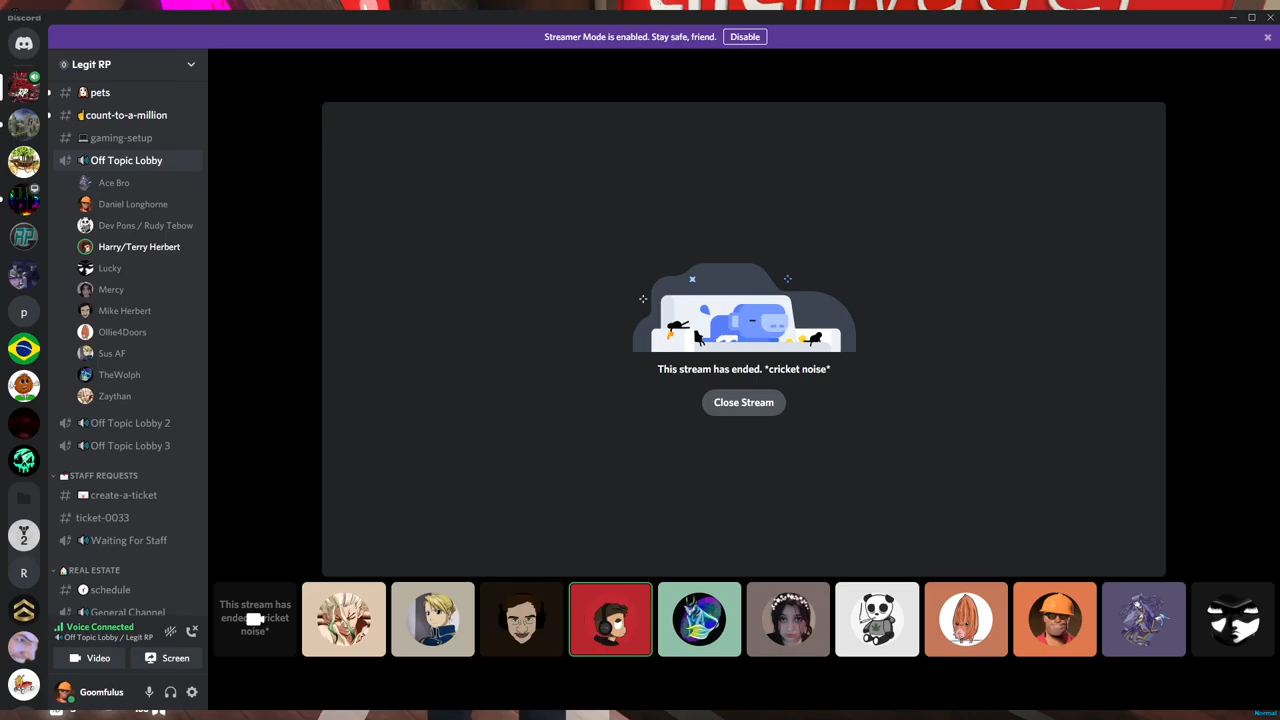 Discord
Streamer Mode is enabled. Stay safe, friend.
Disable
Legit RP
pets
count-to-a-million
gaming-setup
Off Topic Lobby
Ace Bro
Daniel Longhorne
Dev Pons / Rudy Tebow
Harry/Terry Herbert
Lucky
Mercy
Mike Herbert
Ollie4Doors
Sus AF
TheWolph
Zaythan
Off Topic Lobby 2
Off Topic Lobby 3
STAFF REQUESTS
create-a-ticket
ticket-0033
Waiting For Staff
REAL ESTATE
schedule
General Channel
Voice Connected
Off Topic Lobby / Legit RP
Video
Screen
Goomfulus
RP
p
2
R
This stream has ended. *cricket noise*
Close Stream
This stream has
noise*
Normal